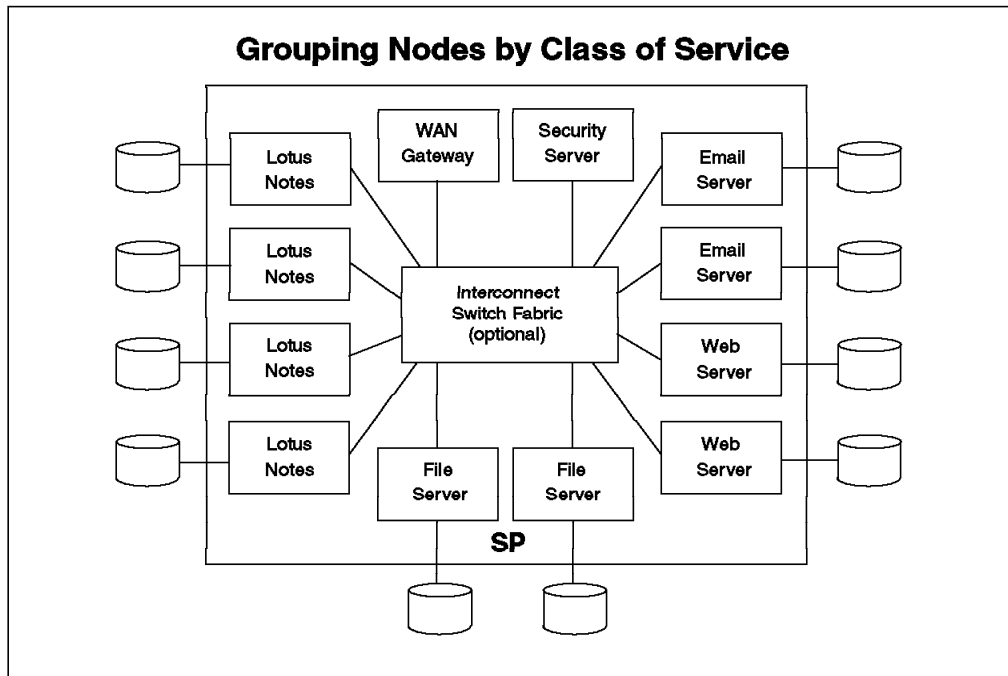 Grouping Nodes by Class of Service
WAN
Gateway
Security
Server
Lotus
Notes
Email
Server
Lotus
Notes
Email
Server
Interconnect
Switch Fabric
(optional)
Lotus
Notes
Web
Server
Lotus
Notes
Web
Server
File
Server
File
Server
SP